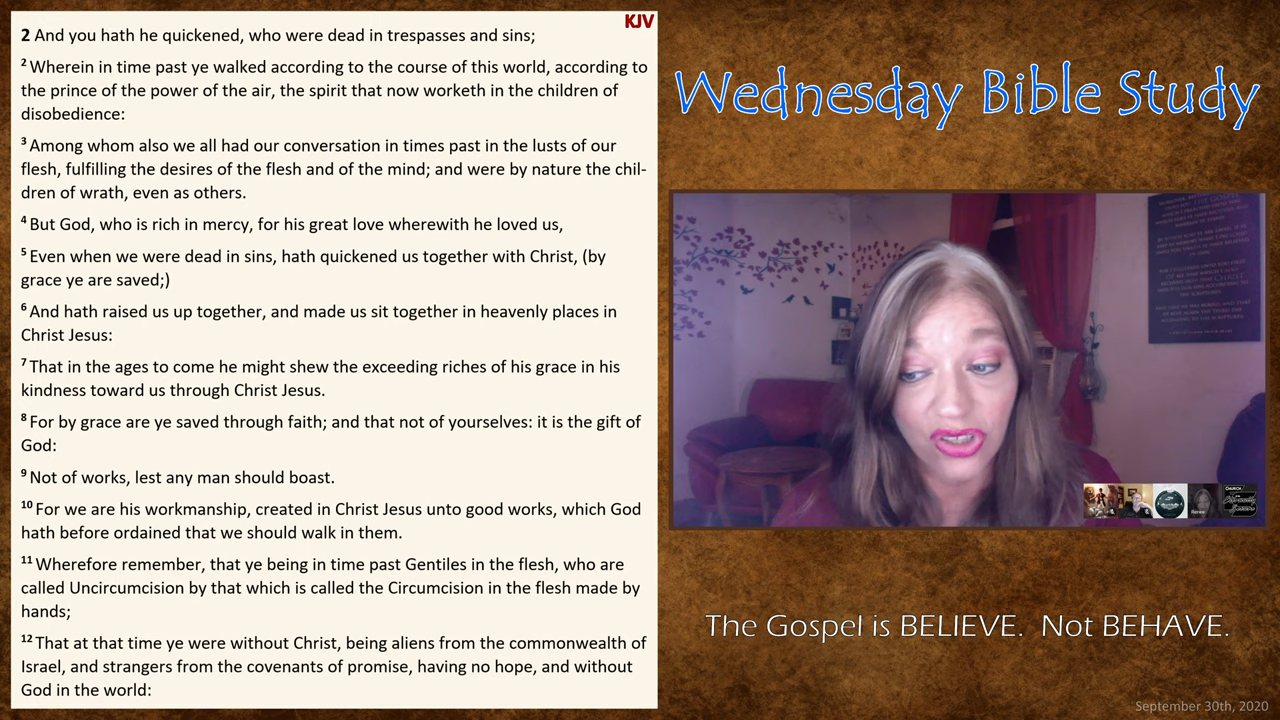 KJV
2 And you hath he quickened, who were dead in trespasses and sins;
2 Wherein in time past ye walked according to the course of this world, according to
the prince of the power of the air, the spirit that now worketh in the children of
disobedience:
3 Among whom also we all had our conversation in times past in the lusts of our
flesh, fulfilling the desires of the flesh and of the mind; and were by nature the chil-
dren of wrath, even as others.
4 But God, who is rich in mercy, for his great love wherewith he loved us,
5 Even when we were dead in sins, hath quickened us together with Christ, (by
grace ye are saved;)
6 And hath raised us up together, and made us sit together in heavenly places in
Christ Jesus:
7 That in the ages to come he might shew the exceeding riches of his grace in his
kindness toward us through Christ Jesus.
8 For by grace are ye saved through faith; and that not of yourselves: it is the gift of
God:
9 Not of works, lest any man should boast.
10 For we are his workmanship, created in Christ Jesus unto good works, which God
hath before ordained that we should walk in them.
11 Wherefore remember, that ye being in time past Gentiles in the flesh, who are
called Uncircumcision by that which is called the Circumcision in the flesh made by
hands;
12 That at that time ye were without Christ, being aliens from the commonwealth of
Israel, and strangers from the covenants of promise, having no hope, and without
God in the world:
Wednesday Bible Study
Renee
CHURCH
The Gospel is BELIEVE. Not BEHAVE.
September 30th, 2020